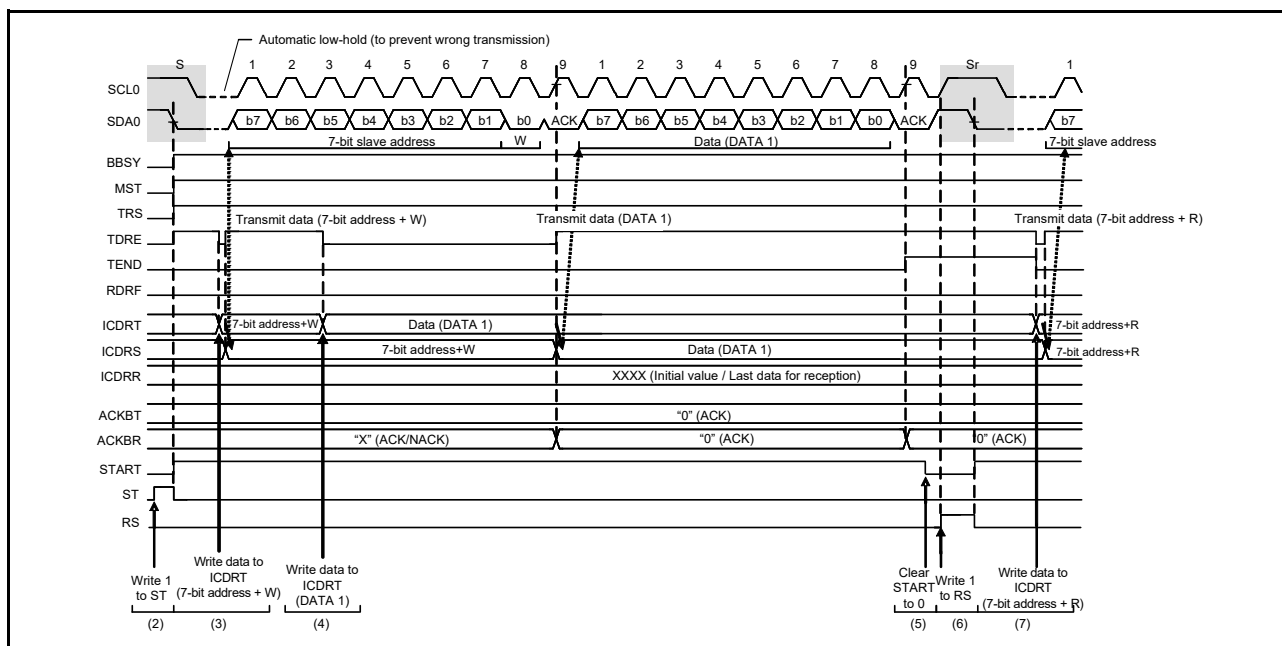 Automatic low-hold (to prevent wrong transmission)
S 1 2 3 4 5 6 7 8 9 1 2 3 4 5 6 7 8 9 Sr 1
SCL0
SDA0 b7 b6 b5 b4 b3 b2 b1 b0 ACK b7 b6 b5 b4 b3 b2 b1 b0 ACK b7
7-bit slave address W Data (DATA 1) 7-bit slave address
BBSY
MST
TRS
Transmit data (7-bit address + W) Transmit data (DATA 1) Transmit data (7-bit address + R)
TDRE
TEND
RDRF
ICDRT 7-bit address+W Data (DATA 1) 7-bit address+R
ICDRS 7-bit address+W Data (DATA 1) 7-bit address+R
ICDRR XXXX (Initial value / Last data for reception)
ACKBT "0" (ACK)
ACKBR “X” (ACK/NACK) “0” (ACK) 0” (ACK)
START
ST
RS
Write 1
to ST
Write data to
ICDRT
(7-bit address + W)
Write data to
ICDRT
(DATA 1)
Clear
START
to 0
Write 1
to RS
Write data to
ICDRT
(7-bit address + R)
(2) (3) (4) (5) (6) (7)